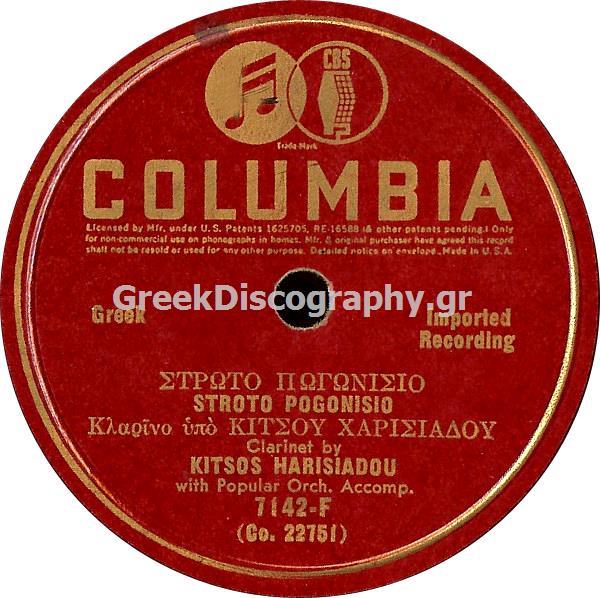 CBS
Trade-Mark
COLUMBIA
Licensed by Mfr. under U.S. Patents 1625705, RE-16588 (& other patents pending.) Only
for non-commercial use on phonographs in homes. Mfr. & original purchaser have agreed this record
shall not be resold or used for any other purpose. Detailed notice on envelope. Made in U.S.A.
GreekDiscography.gr
Greek
Imported
Recording
ΣΤΡΩΤΟ ΠΩΓΩΝΙΣΙΟ
STROTO POGONISIO
Κλαρῖνο ὑπὸ ΚΙΤΣΟΥ ΧΑΡΙΣΙΑΔΟΥ
Clarinet by
KITSOS HARISIADOU
with Popular Orch. Accomp.
7142-F
(Co. 22751)